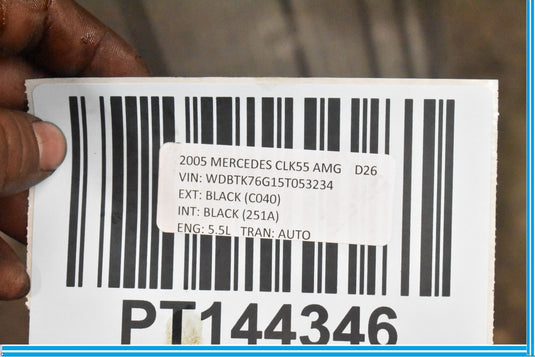 2005 MERCEDES CLK55 AMG D26
VIN: WDBTK76G15T053234
EXT: BLACK (C040)
INT: BLACK (251A)
ENG: 5.5L TRAN: AUTO
PT144346